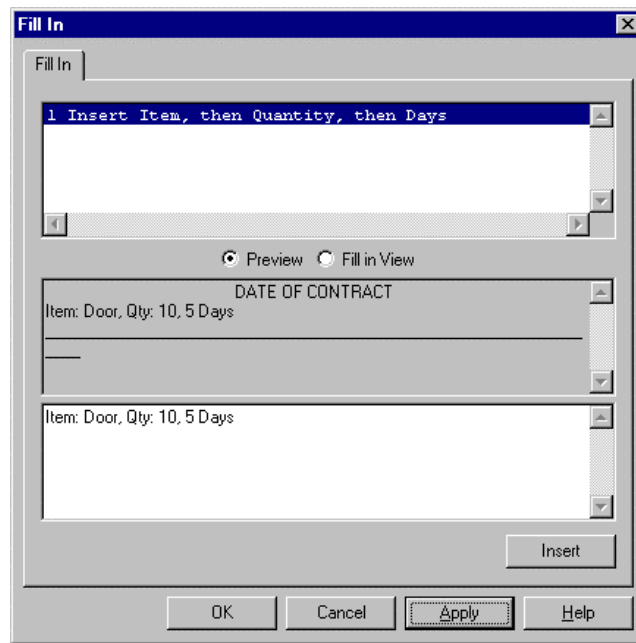 Fill In
Fill In
1 Insert Item, then Quantity, then Days
Preview Fill in View
DATE OF CONTRACT
Item: Door, Qty: 10, 5 Days
Item: Door, Qty: 10, 5 Days
Insert
OK Cancel Apply Help